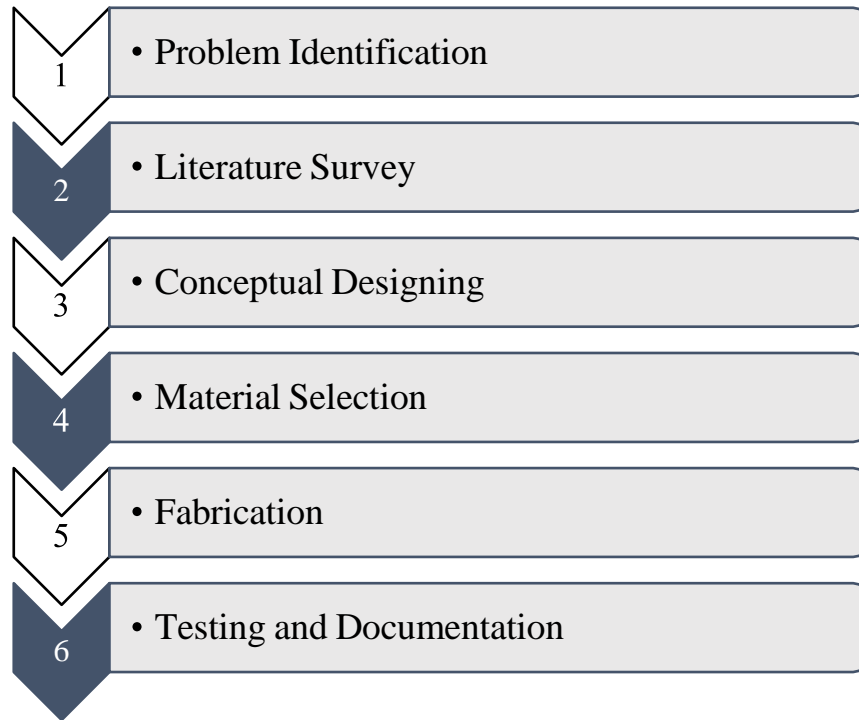 1
• Problem Identification
2
• Literature Survey
3
• Conceptual Designing
4
• Material Selection
5
• Fabrication
6
• Testing and Documentation